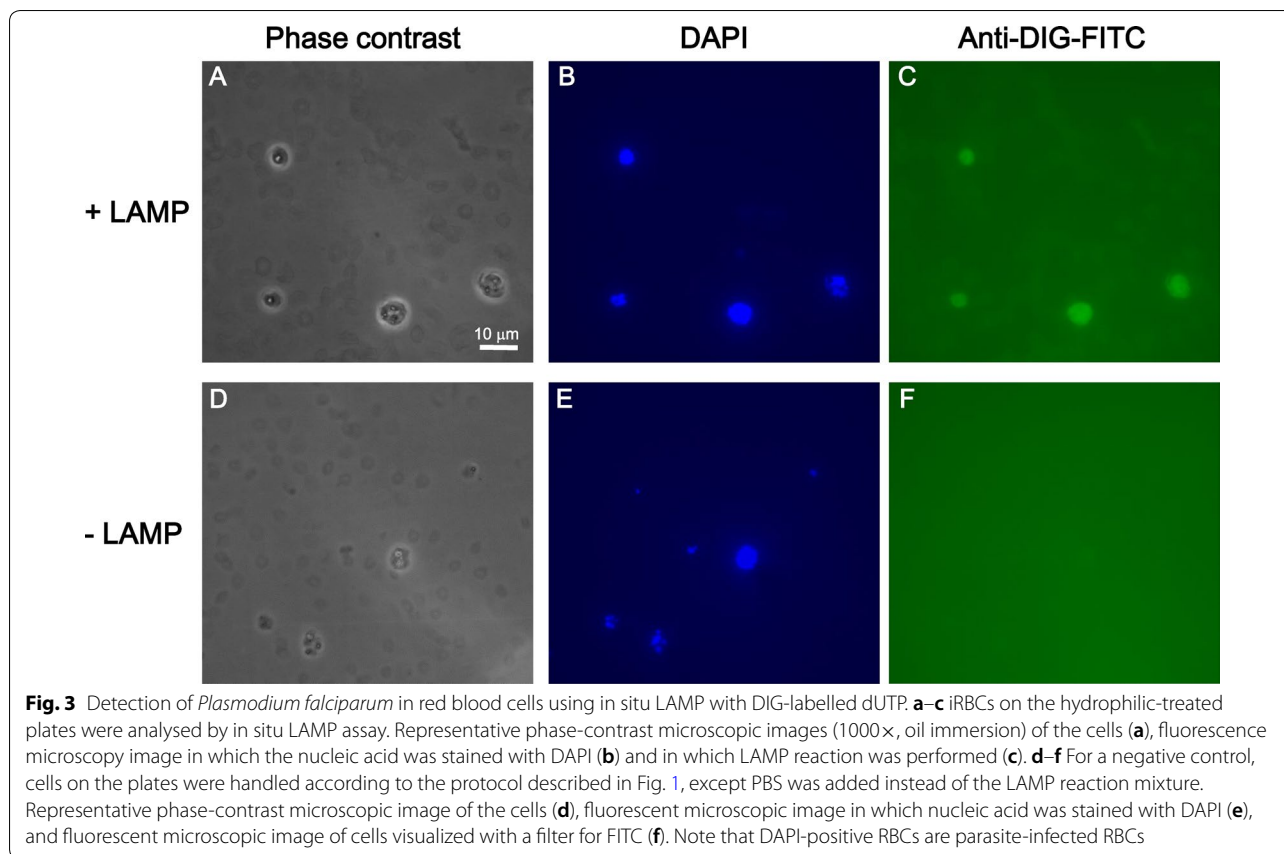 Phase contrast DAPI Anti-DIG-FITC
A B C
+ LAMP
10 μm
D E F
- LAMP
Fig. 3 Detection of Plasmodium falciparum in red blood cells using in situ LAMP with DIG-labelled dUTP. a–c iRBCs on the hydrophilic-treated
plates were analysed by in situ LAMP assay. Representative phase-contrast microscopic images (1000×, oil immersion) of the cells (a), fluorescence
microscopy image in which the nucleic acid was stained with DAPI (b) and in which LAMP reaction was performed (c). d–f For a negative control,
cells on the plates were handled according to the protocol described in Fig. 1, except PBS was added instead of the LAMP reaction mixture.
Representative phase-contrast microscopic image of the cells (d), fluorescent microscopic image in which nucleic acid was stained with DAPI (e),
and fluorescent microscopic image of cells visualized with a filter for FITC (f). Note that DAPI-positive RBCs are parasite-infected RBCs